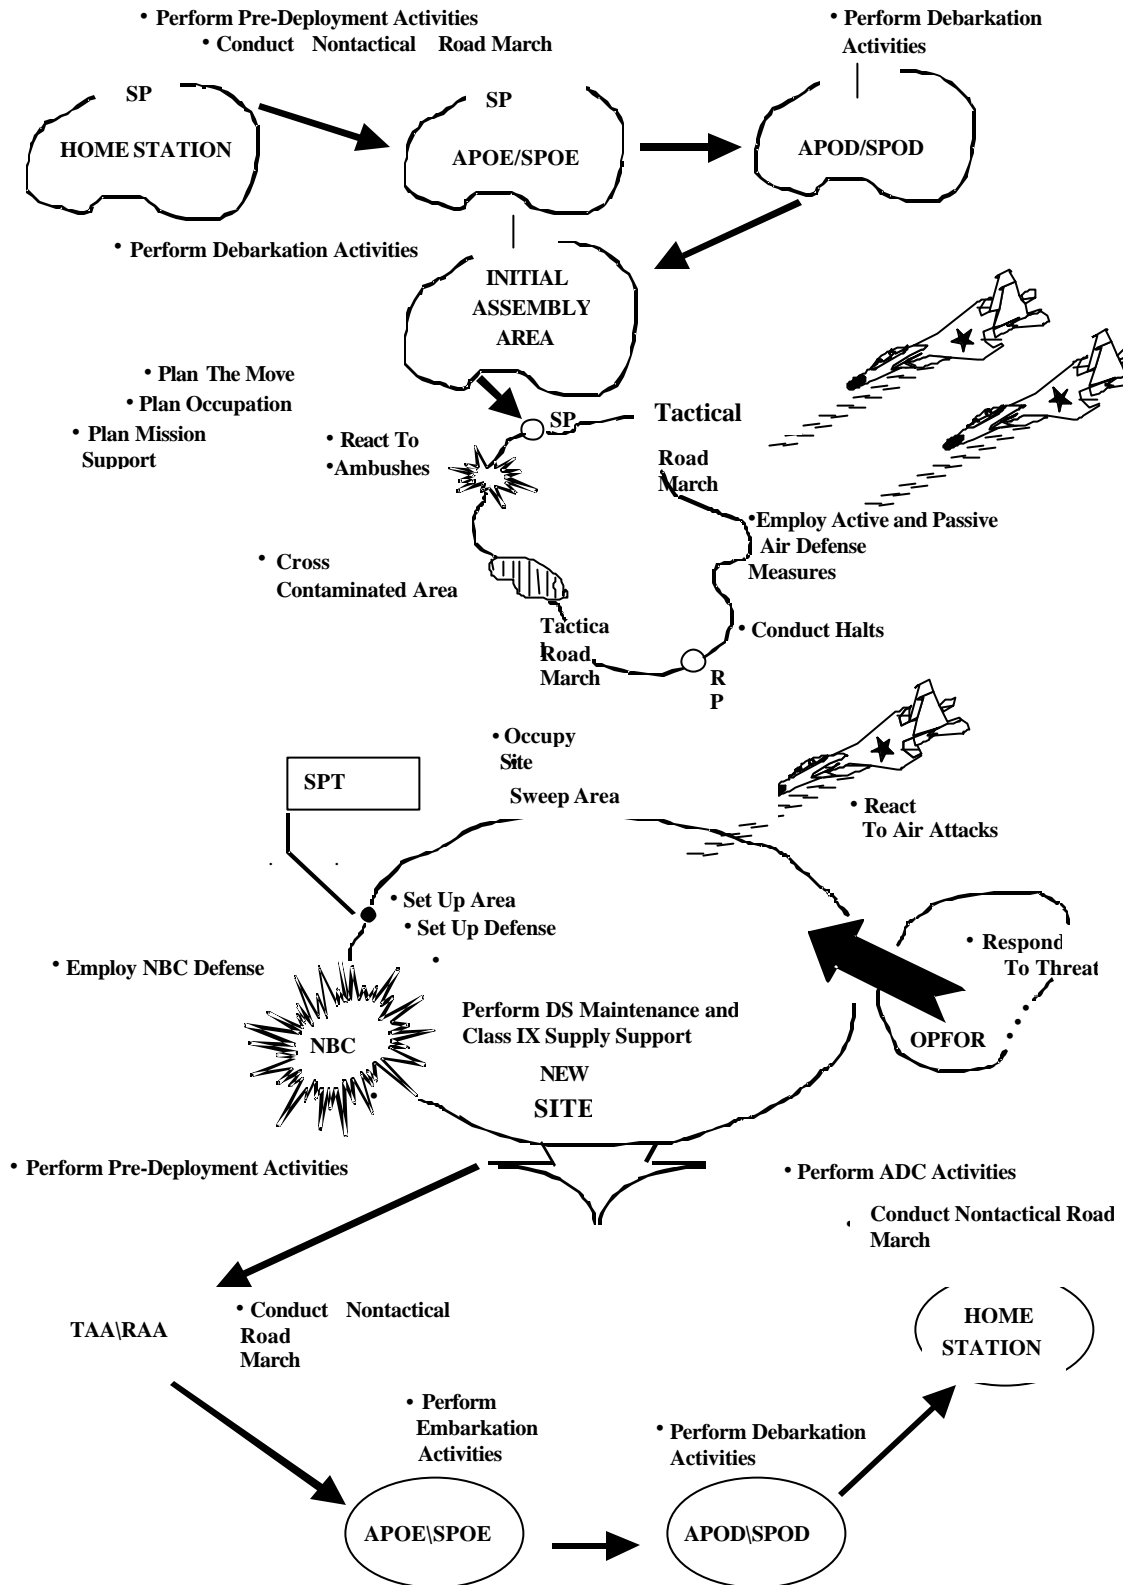 • Perform Pre-Deployment Activities
• Conduct Nontactical Road March
• Perform Debarkation
Activities
SP
HOME STATION
SP
APOE/SPOE
APOD/SPOD
• Perform Debarkation Activities
INITIAL
ASSEMBLY
AREA
• Plan The Move
• Plan Occupation
• Plan Mission
Support
• React To
• Ambushes
SP
Tactical
Road
March
• Employ Active and Passive
Air Defense
Measures
• Cross
Contaminated Area
Tactica
l
Road
March
• Conduct Halts
R
P
• Occupy
Site
•
Sweep Area
SPT
• React
To Air Attacks
• Set Up Area
• Set Up Defense
•
• Respond
To Threat
• Employ NBC Defense
NBC
Perform DS Maintenance and
Class IX Supply Support
OPFOR
NEW
SITE
• Perform Pre-Deployment Activities
• Perform ADC Activities
• Conduct Nontactical Road
March
TAA\RAA
• Conduct Nontactical
Road
March
HOME
STATION
• Perform
Embarkation
Activities
• Perform Debarkation
Activities
APOE\SPOE
APOD\SPOD